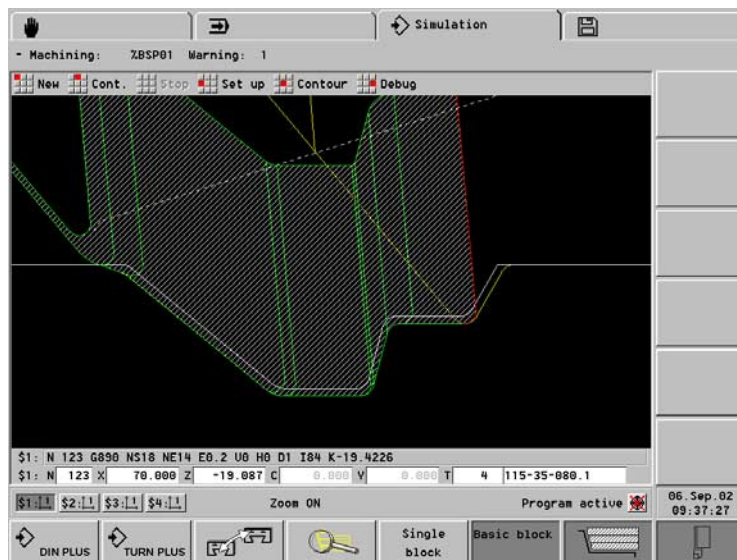 Simulation
- Machining: %BSP01 Warning: 1
New Cont. Stop Set up Contour Debug
$1: N 123 G890 NS18 NE14 E0.2 V0 H0 D1 I84 K-19.4226
$1: N 123 X 70.000 Z -19.087 C 0.000 Y 0.000 T 4 115-35-080.1
$1: $2: $3: $4: Zoom ON Program active
06.Sep.02
09:37:27
DIN PLUS TURN PLUS Single block Basic block